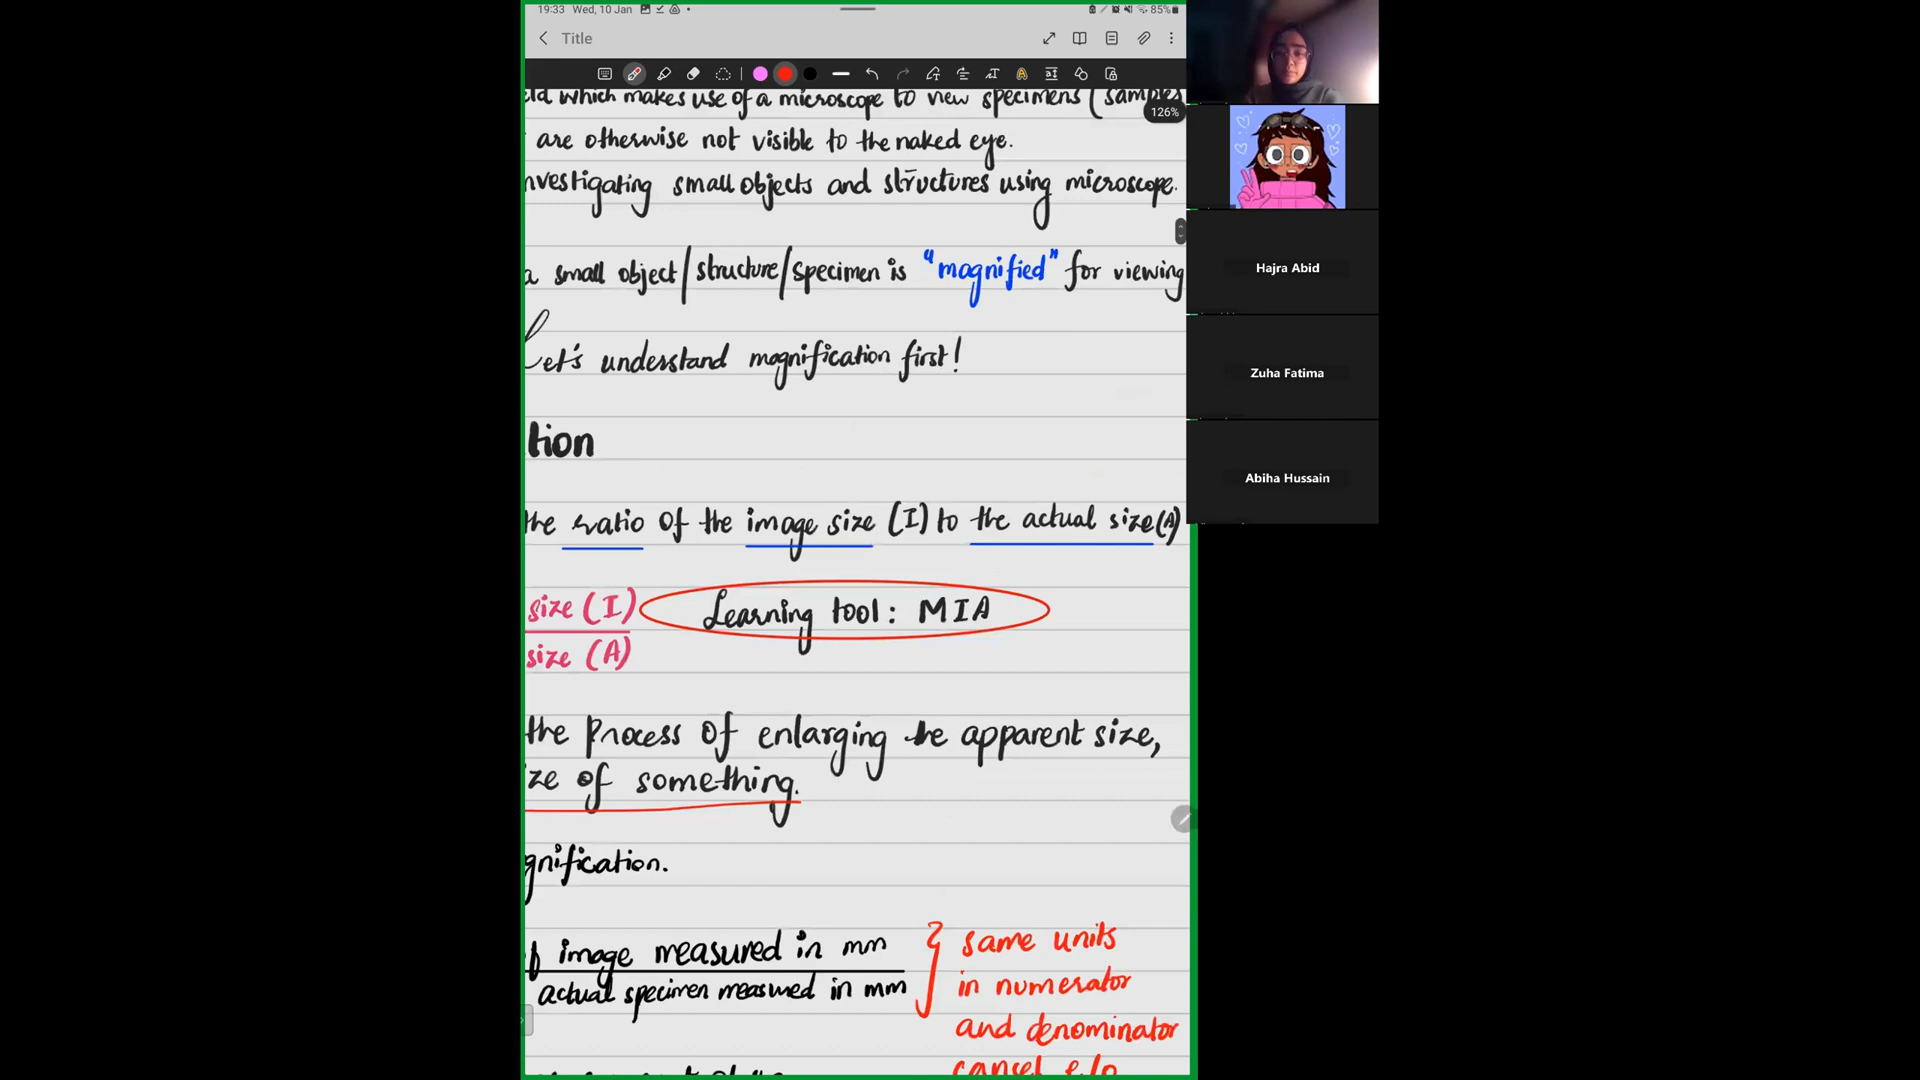 19:33 Wed, 10 Jan
85%
Title
which makes use of a microscope to view specimens (samples
126%
are otherwise not visible to the naked eye.
nvestigating small objects and structures using microscope.
a small object/structure/specimen is "magnified" for viewing
Let's understand magnification first!
tion
the ratio of the image size (I) to the actual size (A)
size (I)
size (A)
Learning tool: MIA
the process of enlarging the apparent size,
ze of something.
gnification.
f image measured in mm
actual specimen measured in mm
same units
in numerator
and denominator
cancel e/o
Hajra Abid
Zuha Fatima
Abiha Hussain